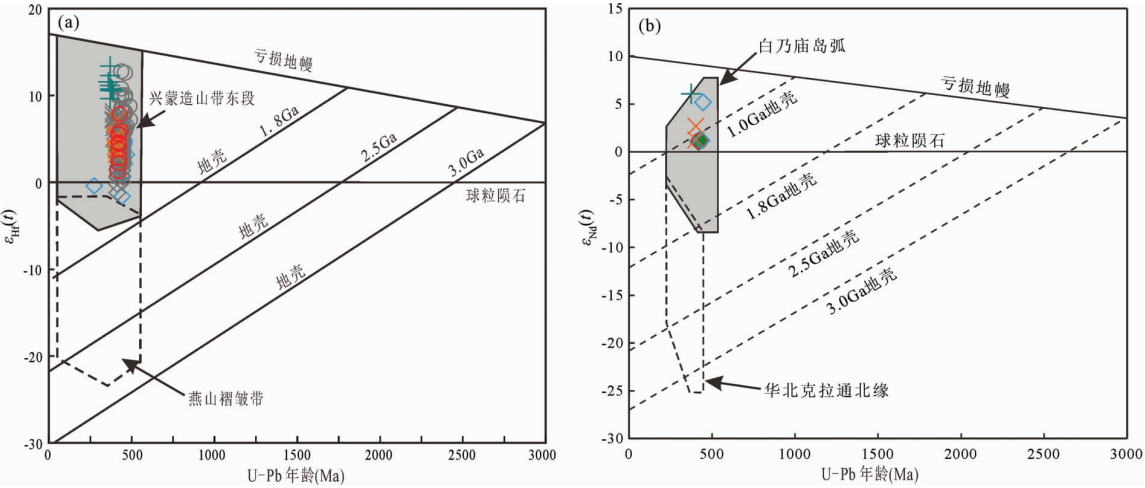 (a)
20
10
0
-10
-20
-30
εHf(t)
亏损地幔
兴蒙造山带东段
1.8Ga
地壳
2.5Ga
地壳
3.0Ga
地壳
球粒陨石
燕山褶皱带
0
500
1000
1500
2000
2500
3000
U-Pb 年龄(Ma)
(b)
15
10
5
0
-5
-10
-15
-20
-25
-30
εNd(t)
白乃庙岛弧
亏损地幔
1.0Ga地壳
球粒陨石
1.8Ga地壳
2.5Ga地壳
3.0Ga地壳
华北克拉通北缘
0
500
1000
1500
2000
2500
3000
U-Pb 年龄(Ma)